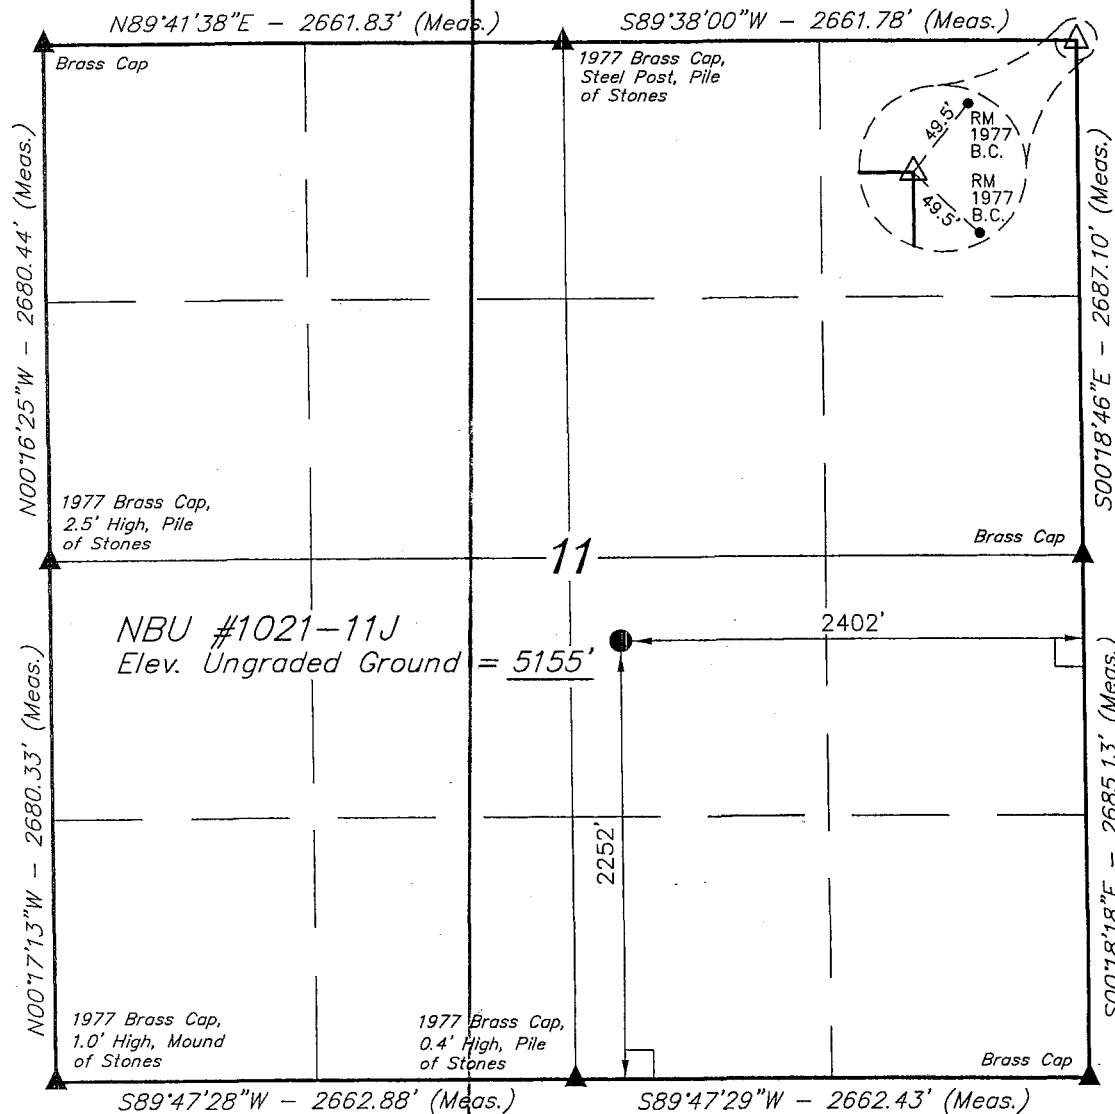 N89°41'38"E - 2661.83' (Meas.)
S89°38'00"W - 2661.78' (Meas.)
Brass Cap
1977 Brass Cap,
Steel Post, Pile
of Stones
49.5'
RM
1977
B.C.
RM
1977
B.C.
49.5'
N00°16'25"W - 2680.44' (Meas.)
S00°18'46"E - 2687.10' (Meas.)
1977 Brass Cap,
2.5' High, Pile
of Stones
11
Brass Cap
NBU #1021-11J
Elev. Ungraded Ground = 5155'
2402'
2252'
N00°17'13"W - 2680.33' (Meas.)
S00°18'18"E - 2685.13' (Meas.)
1977 Brass Cap,
1.0' High, Mound
of Stones
1977 Brass Cap,
0.4' High, Pile
of Stones
Brass Cap
S89°47'28"W - 2662.88' (Meas.)
S89°47'29"W - 2662.43' (Meas.)